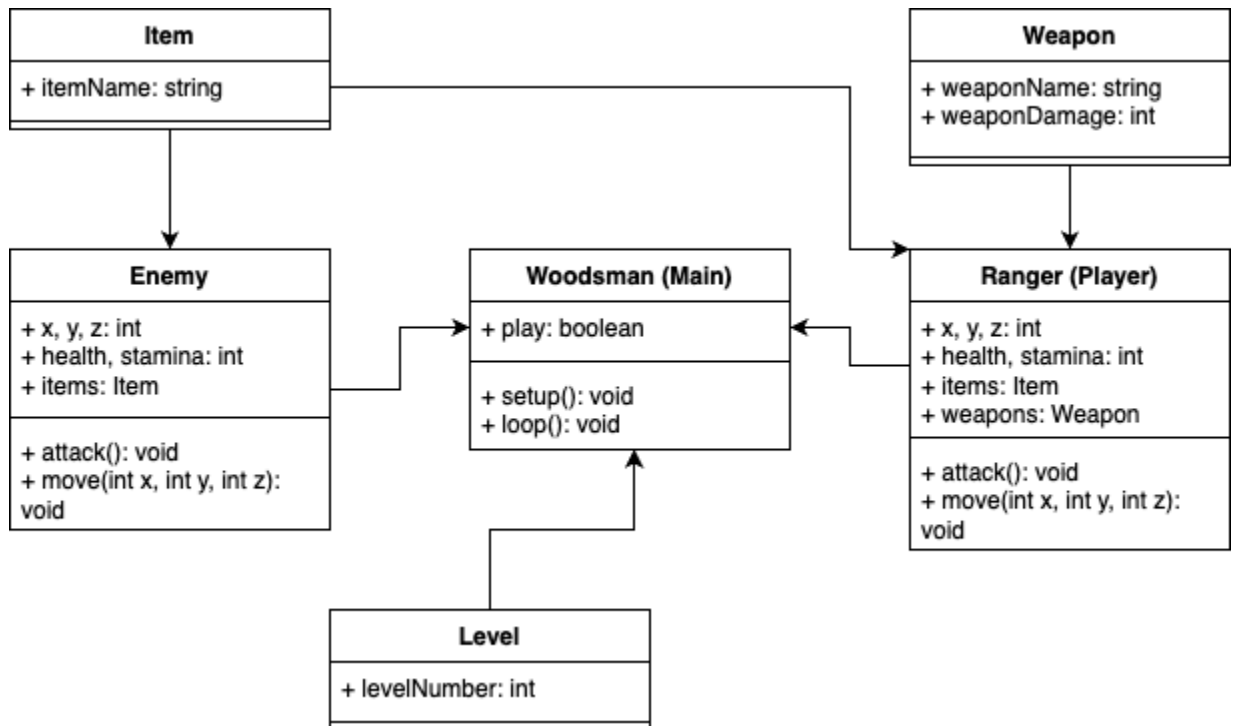 Item
+ itemName: string
Weapon
+ weaponName: string
+ weaponDamage: int
Enemy
+ x, y, z: int
+ health, stamina: int
+ items: Item
+ attack(): void
+ move(int x, int y, int z):
void
Woodsman (Main)
+ play: boolean
+ setup(): void
+ loop(): void
Ranger (Player)
+ x, y, z: int
+ health, stamina: int
+ items: Item
+ weapons: Weapon
+ attack(): void
+ move(int x, int y, int z):
void
Level
+ levelNumber: int